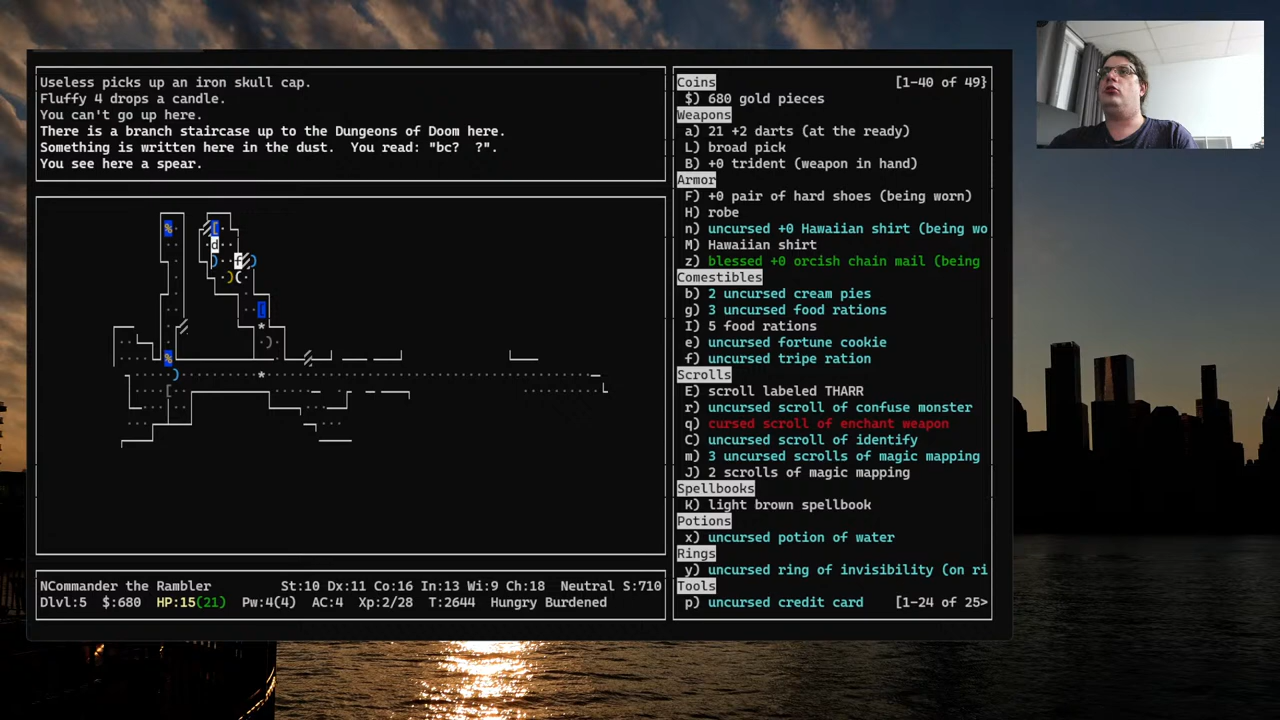 Useless picks up an iron skull cap.
Fluffy 4 drops a candle.
You can't go up here.
There is a branch staircase up to the Dungeons of Doom here.
Something is written here in the dust.  You read: "bc?  ?".
You see here a spear.
NCommander the Rambler St:10 Dx:11 Co:16 In:13 Wi:9 Ch:18 Neutral S:710
Dlvl:5 $:680 HP:15(21) Pw:4(4) AC:4 Xp:2/28 T:2644 Hungry Burdened
Coins [1-40 of 49}
$) 680 gold pieces
Weapons
a) 21 +2 darts (at the ready)
L) broad pick
B) +0 trident (weapon in hand)
Armor
F) +0 pair of hard shoes (being worn)
H) robe
n) uncursed +0 Hawaiian shirt (being wo
M) Hawaiian shirt
z) blessed +0 orcish chain mail (being
Comestibles
b) 2 uncursed cream pies
g) 3 uncursed food rations
I) 5 food rations
e) uncursed fortune cookie
f) uncursed tripe ration
Scrolls
E) scroll labeled THARR
r) uncursed scroll of confuse monster
q) cursed scroll of enchant weapon
C) uncursed scroll of identify
m) 3 uncursed scrolls of magic mapping
J) 2 scrolls of magic mapping
Spellbooks
K) light brown spellbook
Potions
x) uncursed potion of water
Rings
y) uncursed ring of invisibility (on ri
Tools
p) uncursed credit card [1-24 of 25>